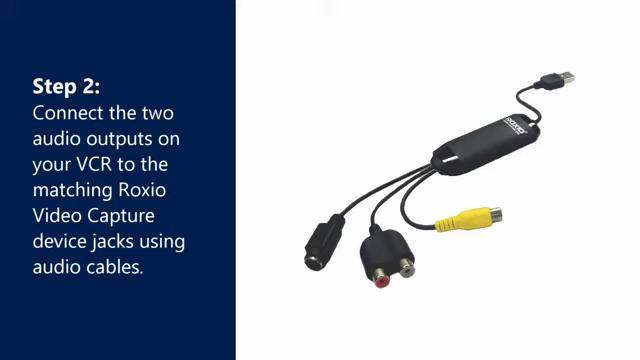 Step 2:
Connect the two
audio outputs on
your VCR to the
matching Roxio
Video Capture
device jacks using
audio cables.
ROXIO